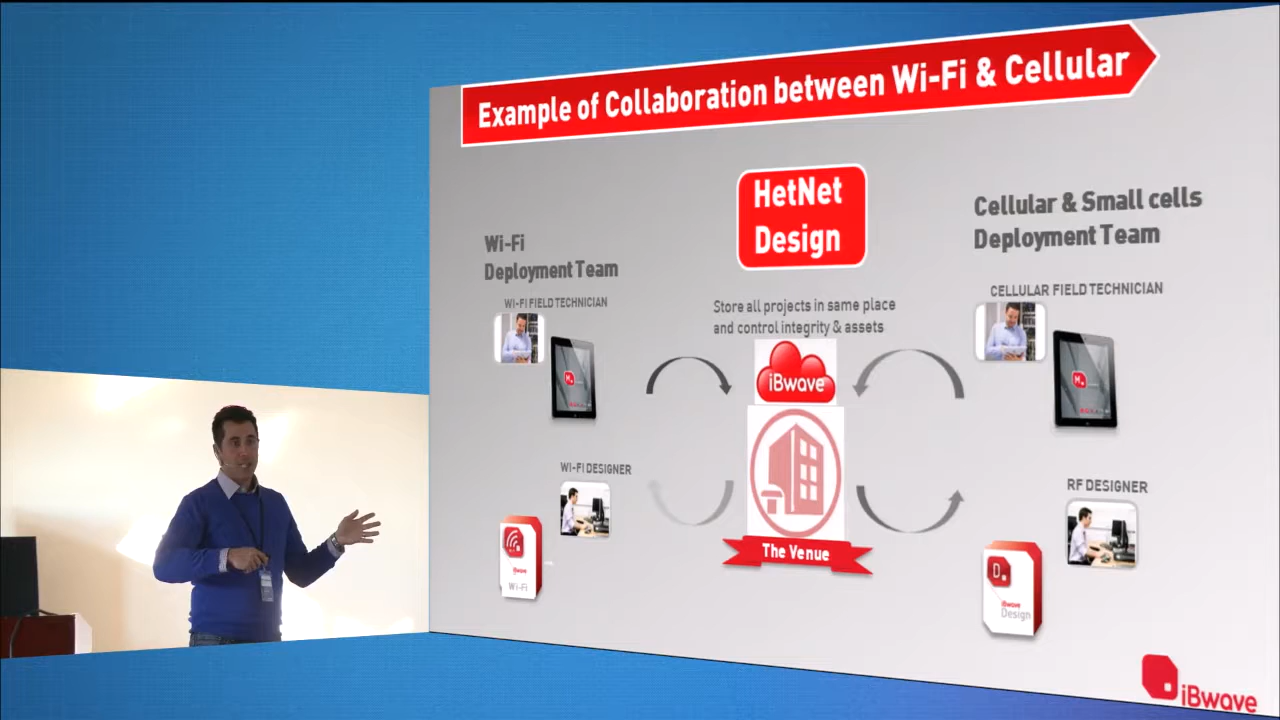 Example of Collaboration between Wi-Fi & Cellular
HetNet
Design
Wi-Fi
Deployment Team
WI-FI FIELD TECHNICIAN
Store all projects in same place
and control integrity & assets
iBwave
The Venue
WI-FI DESIGNER
iBwave
Wi-Fi
Cellular & Small cells
Deployment Team
CELLULAR FIELD TECHNICIAN
M.
RF DESIGNER
D.
iBwave
Design
iBwave